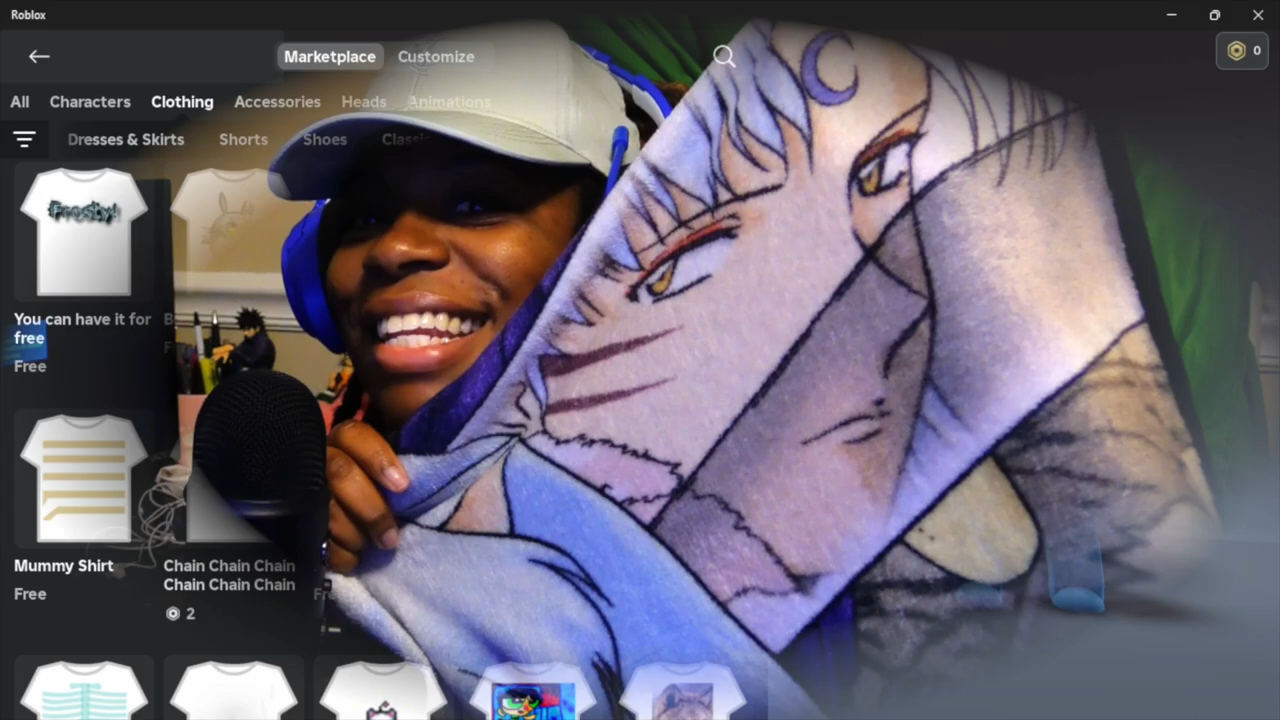 Roblox
0
Marketplace
Customize
All
Characters
Clothing
Accessories
Heads
Animations
Dresses & Skirts
Shorts
Shoes
Classic
Frosty!
You can have it for
free
Free
Mummy Shirt
Free
Chain Chain Chain
Chain Chain Chain
2